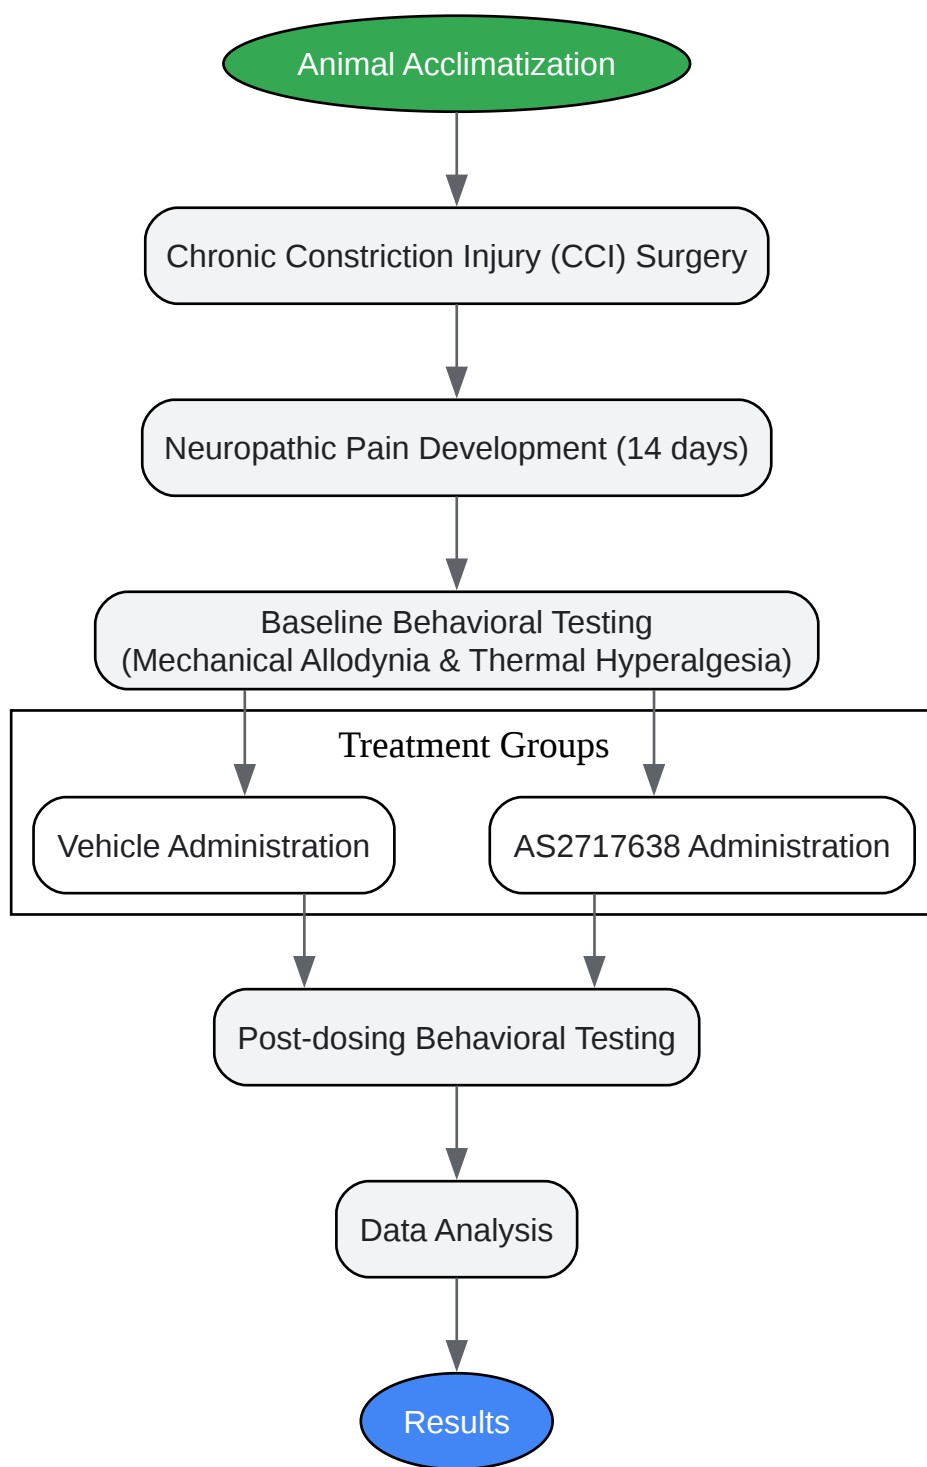 Animal Acclimatization
Chronic Constriction Injury (CCI) Surgery
Neuropathic Pain Development (14 days)
Baseline Behavioral Testing
(Mechanical Allodynia & Thermal Hyperalgesia)
Treatment Groups
Vehicle Administration
AS2717638 Administration
Post-dosing Behavioral Testing
Data Analysis
Results